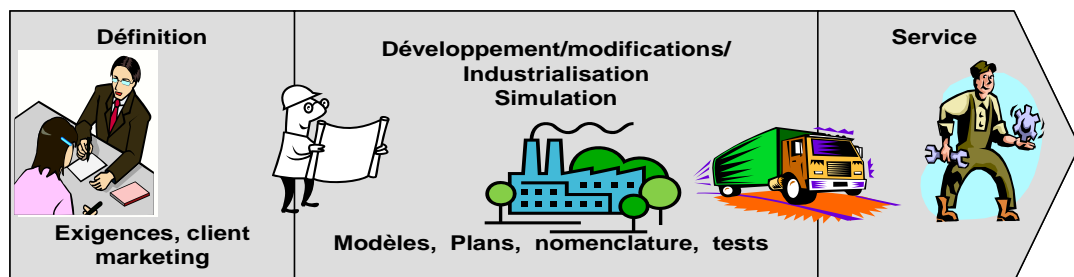 Définition
Exigences, client
marketing
Développement/modifications/
Industrialisation
Simulation
Modèles, Plans, nomenclature, tests
Service